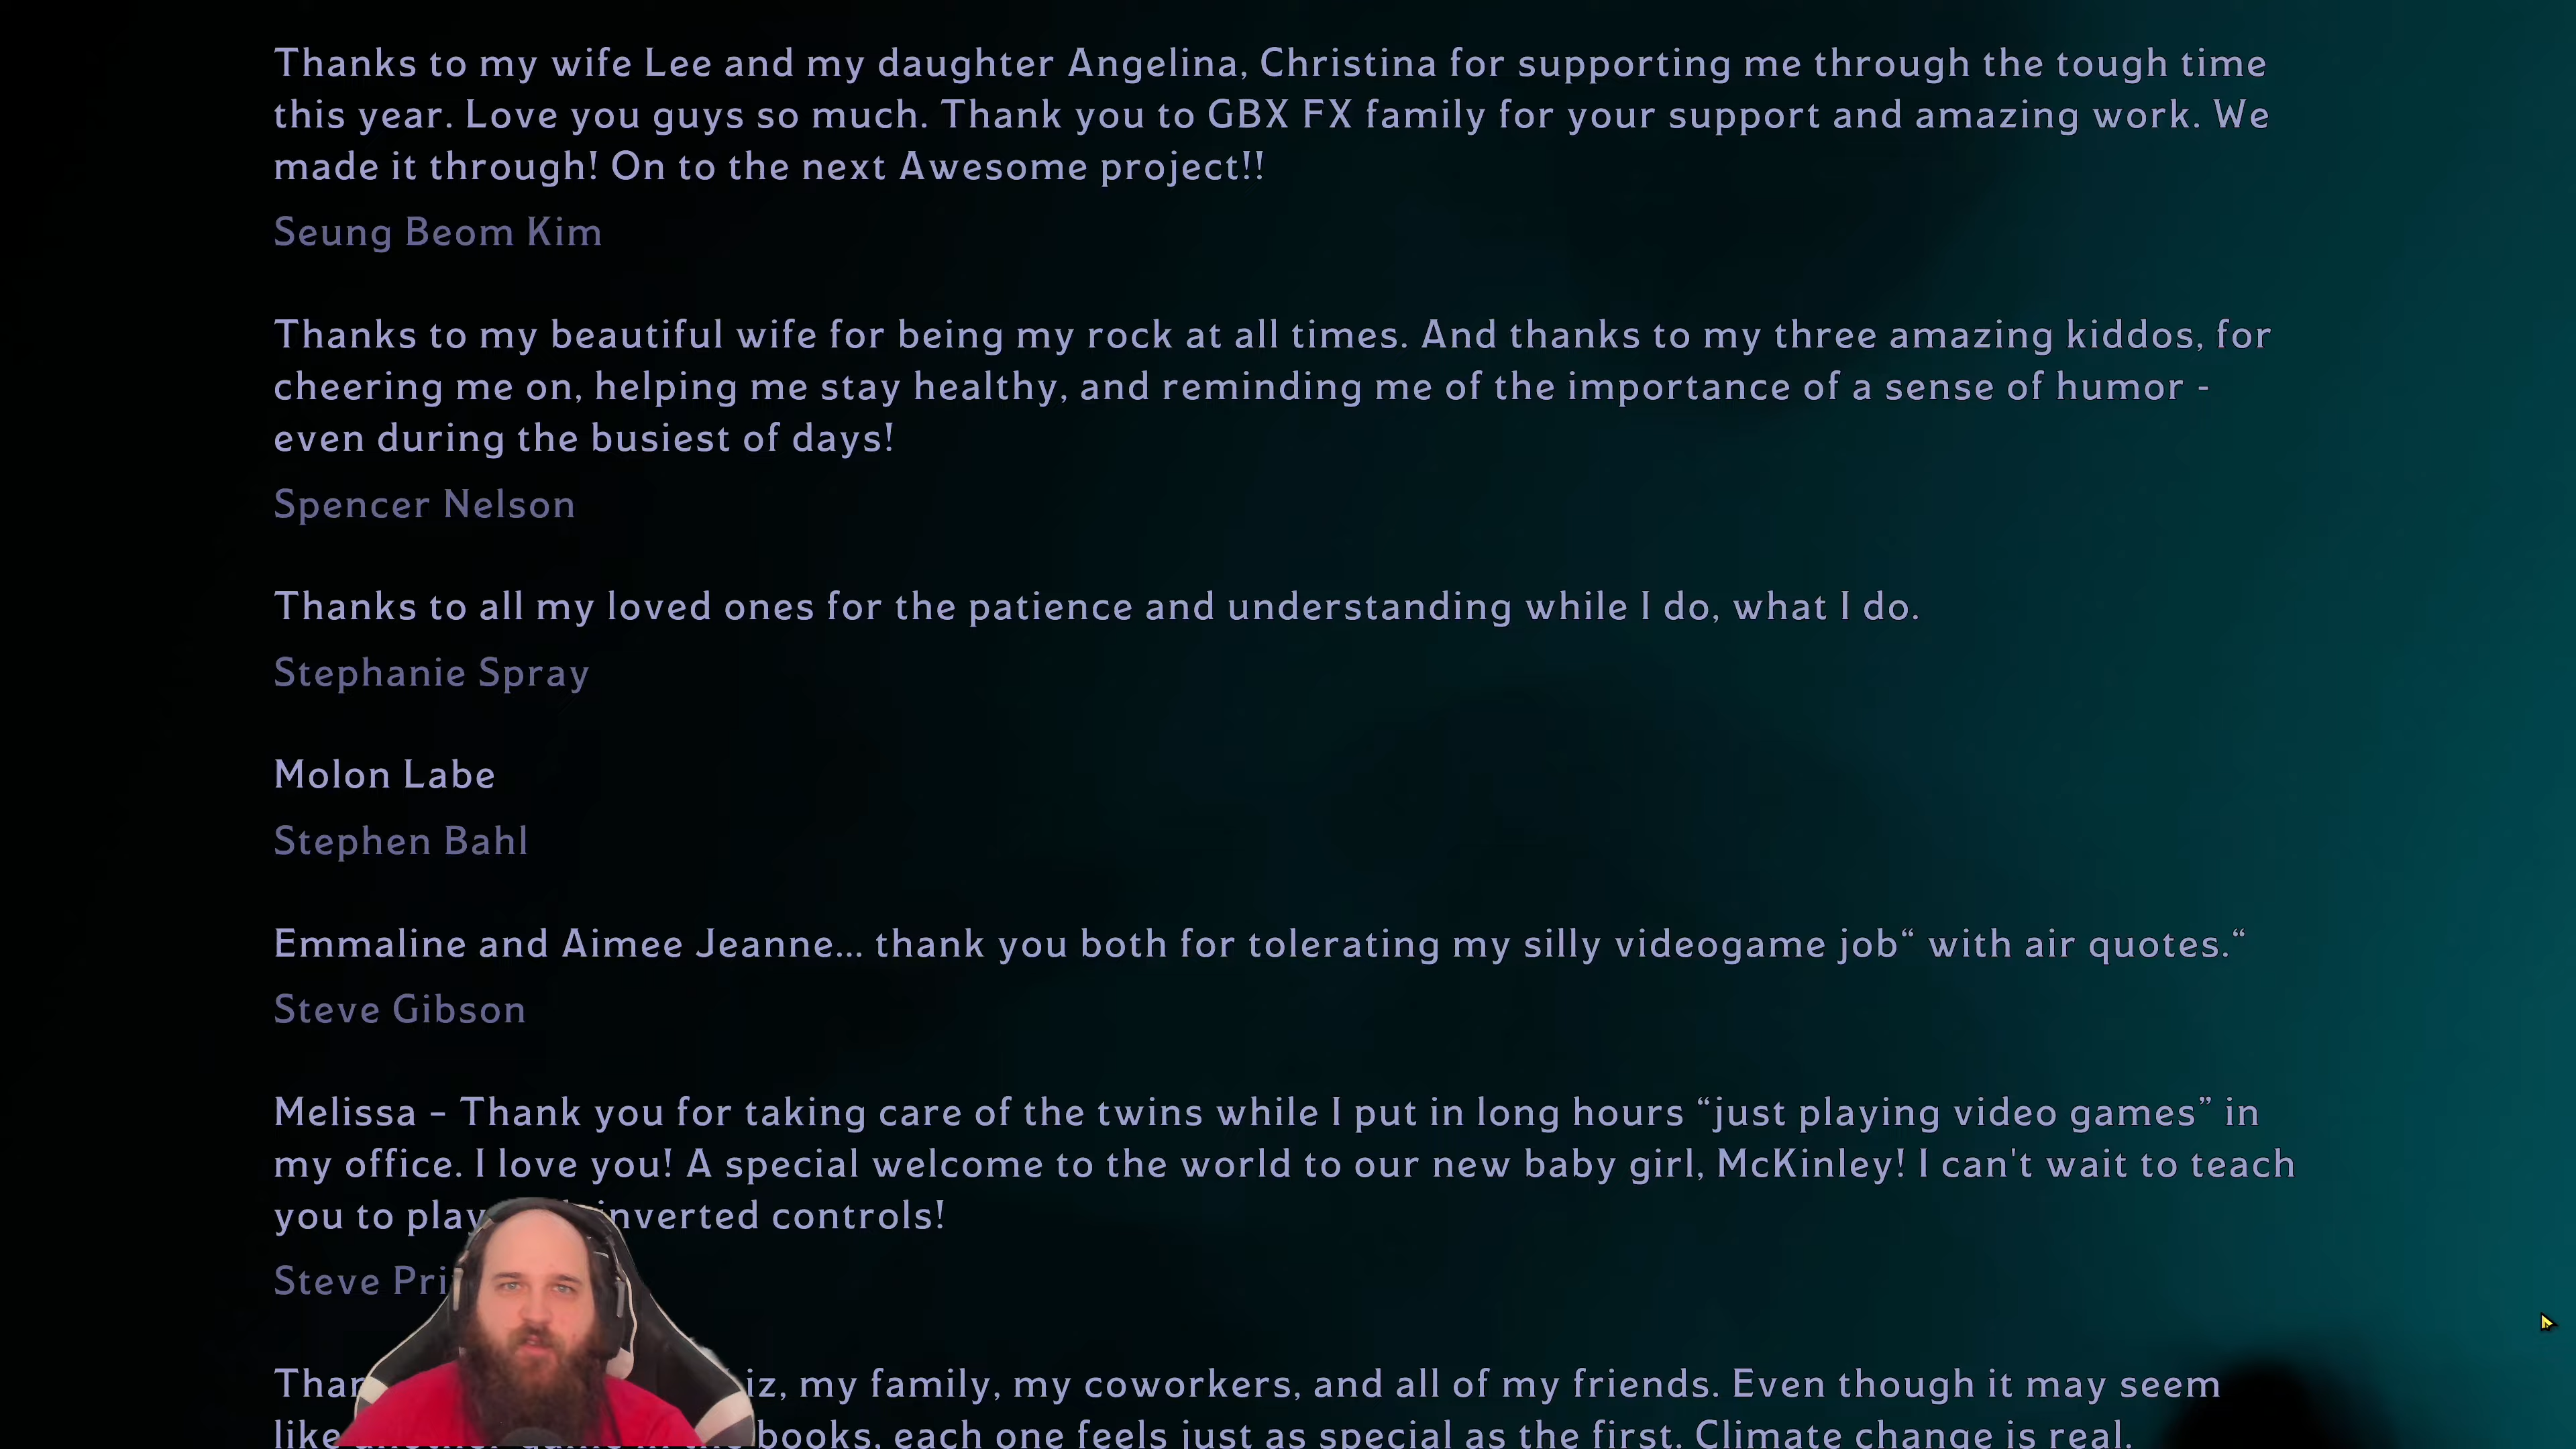 Thanks to my wife Lee and my daughter Angelina, Christina for supporting me through the tough time
this year. Love you guys so much. Thank you to GBX FX family for your support and amazing work. We
made it through! On to the next Awesome project!!
Seung Beom Kim
Thanks to my beautiful wife for being my rock at all times. And thanks to my three amazing kiddos, for
cheering me on, helping me stay healthy, and reminding me of the importance of a sense of humor -
even during the busiest of days!
Spencer Nelson
Thanks to all my loved ones for the patience and understanding while I do, what I do.
Stephanie Spray
Molon Labe
Stephen Bahl
Emmaline and Aimee Jeanne... thank you both for tolerating my silly videogame job“ with air quotes.“
Steve Gibson
Melissa – Thank you for taking care of the twins while I put in long hours “just playing video games” in
my office. I love you! A special welcome to the world to our new baby girl, McKinley! I can't wait to teach
you to play inverted controls!
Steve
my family, my coworkers, and all of my friends. Even though it may seem
like books, each one feels just as special as the first. Climate change is real.